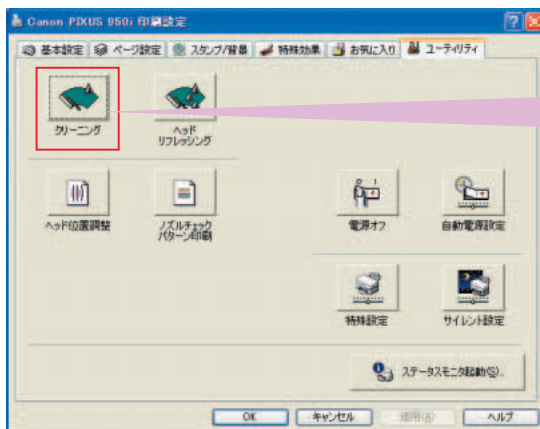 Canon PIXUS 950i 印刷設定
基本設定 ページ設定 スタンプ/背景 特殊効果 お気に入り ユーティリティ
クリーニング
ヘッド
リフレッシング
ヘッド位置調整
ノズルチェック
パターン印刷
電源オフ
自動電源設定
特殊設定
サイレント設定
ステータスモニタ起動(S)...
OK キャンセル 適用(A) ヘルプ